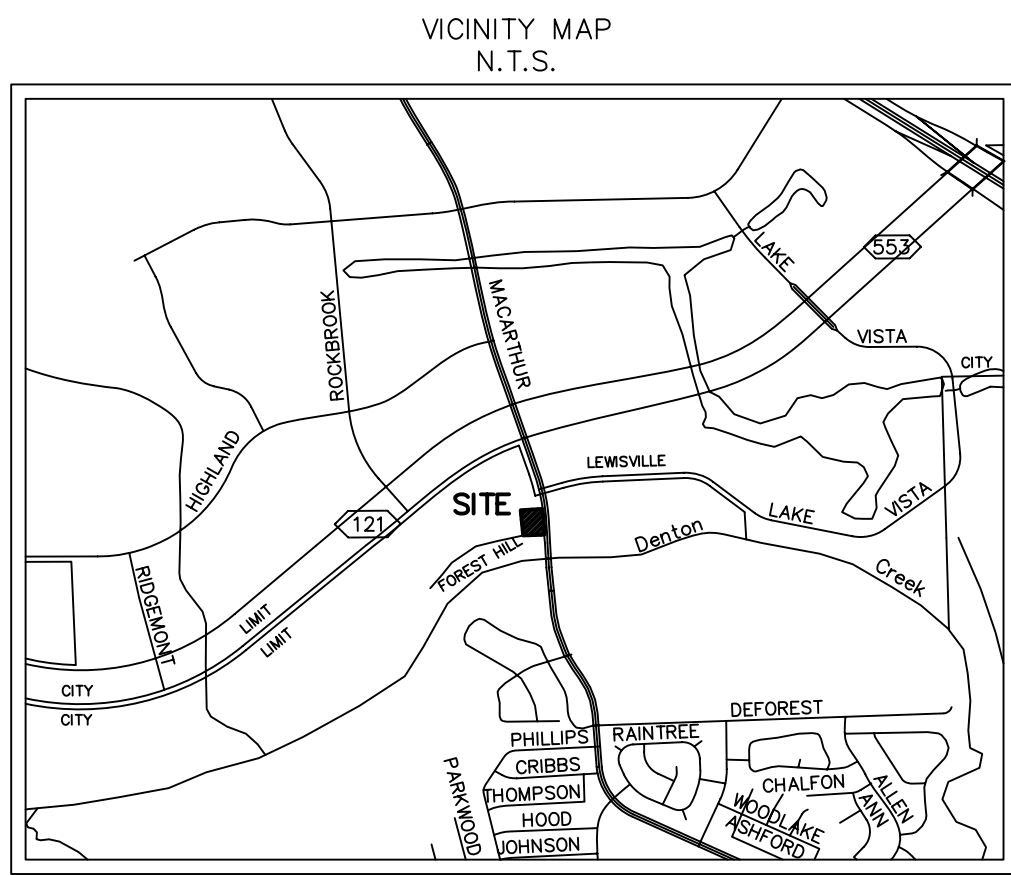 VICINITY MAP
N.T.S.
LAKE
553
MACARTHUR
ROCKBROOK
VISTA
CITY
HIGHLAND
LEWISVILLE
SITE
121
LAKE
VISTA
FOREST HILL
Denton
Creek
RIDGEMONT
LIMIT
LIMIT
CITY
CITY
DEFOREST
PHILLIPS
RAINTREE
CRIBBS
PARKWOOD
THOMPSON
CHALFON
ALLEN
ANN
HOOD
WOODLAKE
ASHFORD
JOHNSON